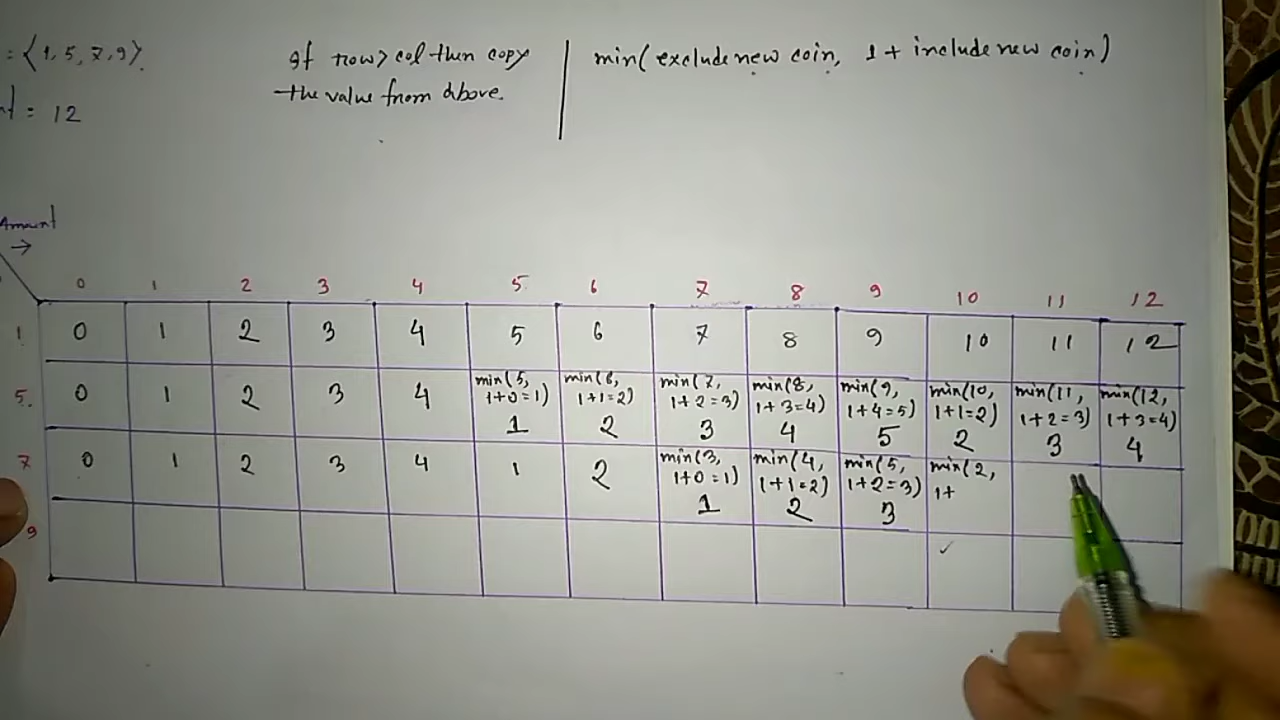 = {1, 5, 7, 9}.
= 12
If row > col then copy
the value from above.
min(exclude new coin, 1 + include new coin)
Amount
→
0 1 2 3 4 5 6 7 8 9 10 11 12
1 0 1 2 3 4 5 6 7 8 9 10 11 12
5. 0 1 2 3 4 min(5, 1+0=1) 1 min(6, 1+1=2) 2 min(7, 1+2=3) 3 min(8, 1+3=4) 4 min(9, 1+4=5) 5 min(10, 1+1=2) 2 min(11, 1+2=3) 3 min(12, 1+3=4) 4
7 0 1 2 3 4 1 2 min(3, 1+0=1) 1 min(4, 1+1=2) 2 min(5, 1+2=3) 3 min(2, 1+
9 ✓